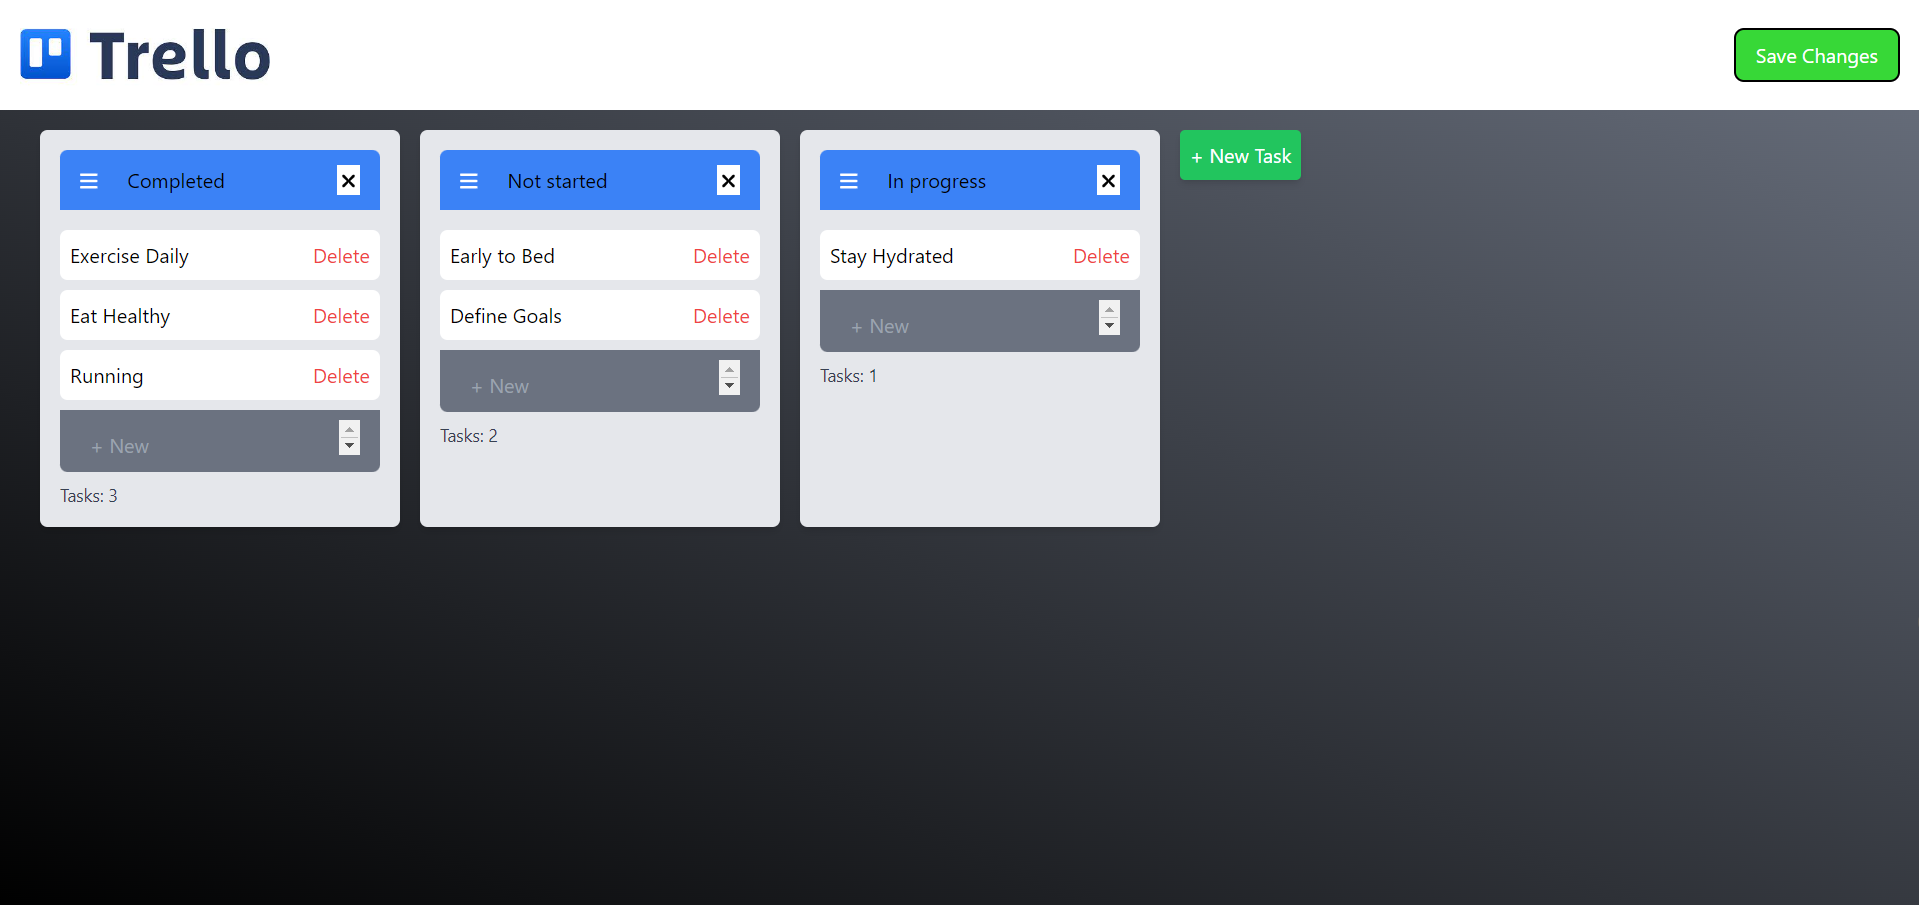 Trello
Save Changes
Completed
Exercise Daily Delete
Eat Healthy Delete
Running Delete
+ New
Tasks: 3
Not started
Early to Bed Delete
Define Goals Delete
+ New
Tasks: 2
In progress
Stay Hydrated Delete
+ New
Tasks: 1
+ New Task